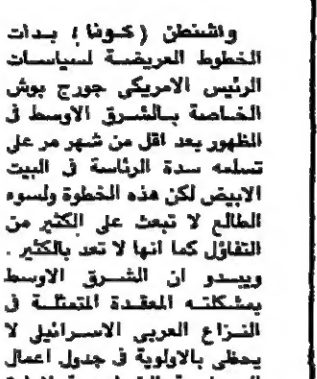 واشنطن (كونا) بدأت
الخطوط العريضة لسياسات
الرئيس الامريكي جورج بوش
الخاصة بالشرق الاوسط في
الظهور بعد اقل من شهر مر على
تسلمه سدة الرئاسة في البيت
الابيض لكن هذه الخطوة ولسوء
الطالع لا تبعث على الكثير من
التفاؤل كما انها لا تعد بالكثير .
ويبدو ان الشرق الاوسط
بمشكلته المعقدة المتمثلة في
النزاع العربي الاسرائيلي لا
يحظى بالاولوية في جدول اعمال